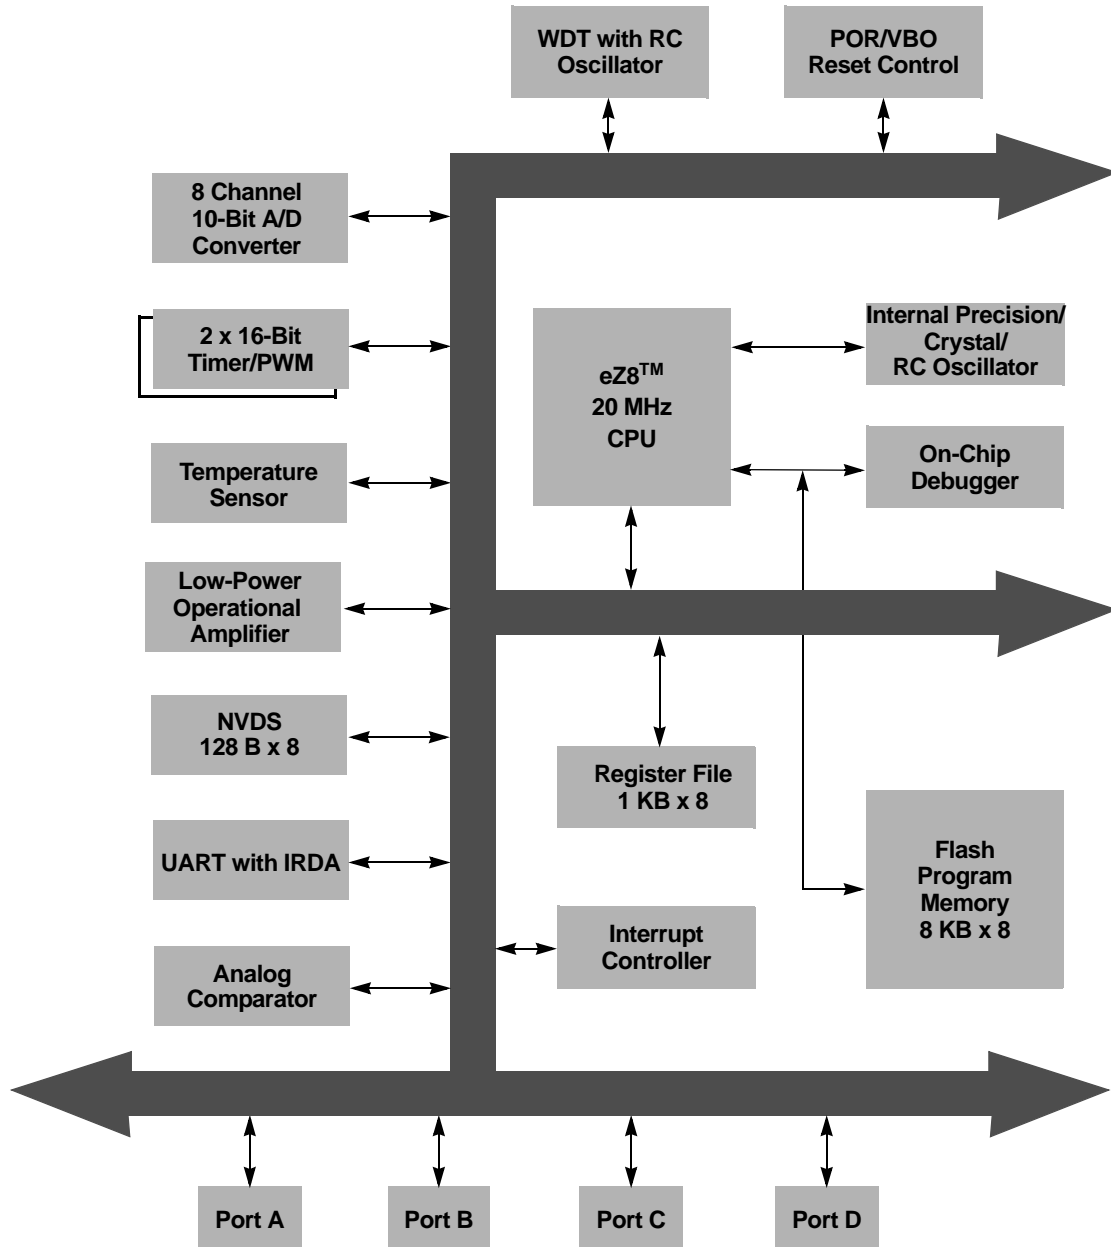 WDT with RC
Oscillator
POR/VBO
Reset Control
8 Channel
10-Bit A/D
Converter
2 x 16-Bit
Timer/PWM
Temperature
Sensor
Low-Power
Operational
Amplifier
NVDS
128 B x 8
UART with IRDA
Analog
Comparator
eZ8™
20 MHz
CPU
Internal Precision/
Crystal/
RC Oscillator
On-Chip
Debugger
Register File
1 KB x 8
Interrupt
Controller
Flash
Program
Memory
8 KB x 8
Port A
Port B
Port C
Port D